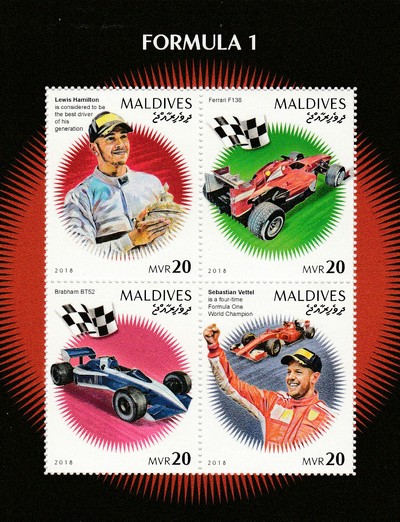 FORMULA 1
Lewis Hamilton
is considered to be
the best driver
of his
generation
MALDIVES
ދިވެހިރާއްޖެ
2018
MVR 20
Ferrari F138
MALDIVES
ދިވެހިރާއްޖެ
2018
MVR 20
Brabham BT52
MALDIVES
ދިވެހިރާއްޖެ
2018
MVR 20
Sebastian Vettel
is a four-time
Formula One
World Champion
MALDIVES
ދިވެހިރާއްޖެ
2018
MVR 20